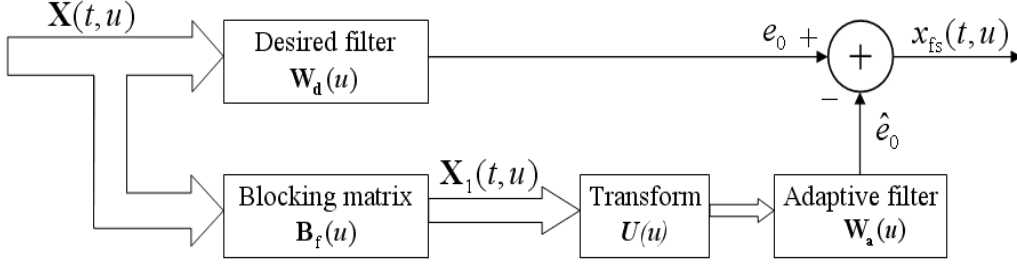 X(t,u)
Desired filter
W_d(u)
e_0 +
+
x_fs(t,u)
−
ê_0
Blocking matrix
B_f(u)
X_1(t,u)
Transform
U(u)
Adaptive filter
W_a(u)